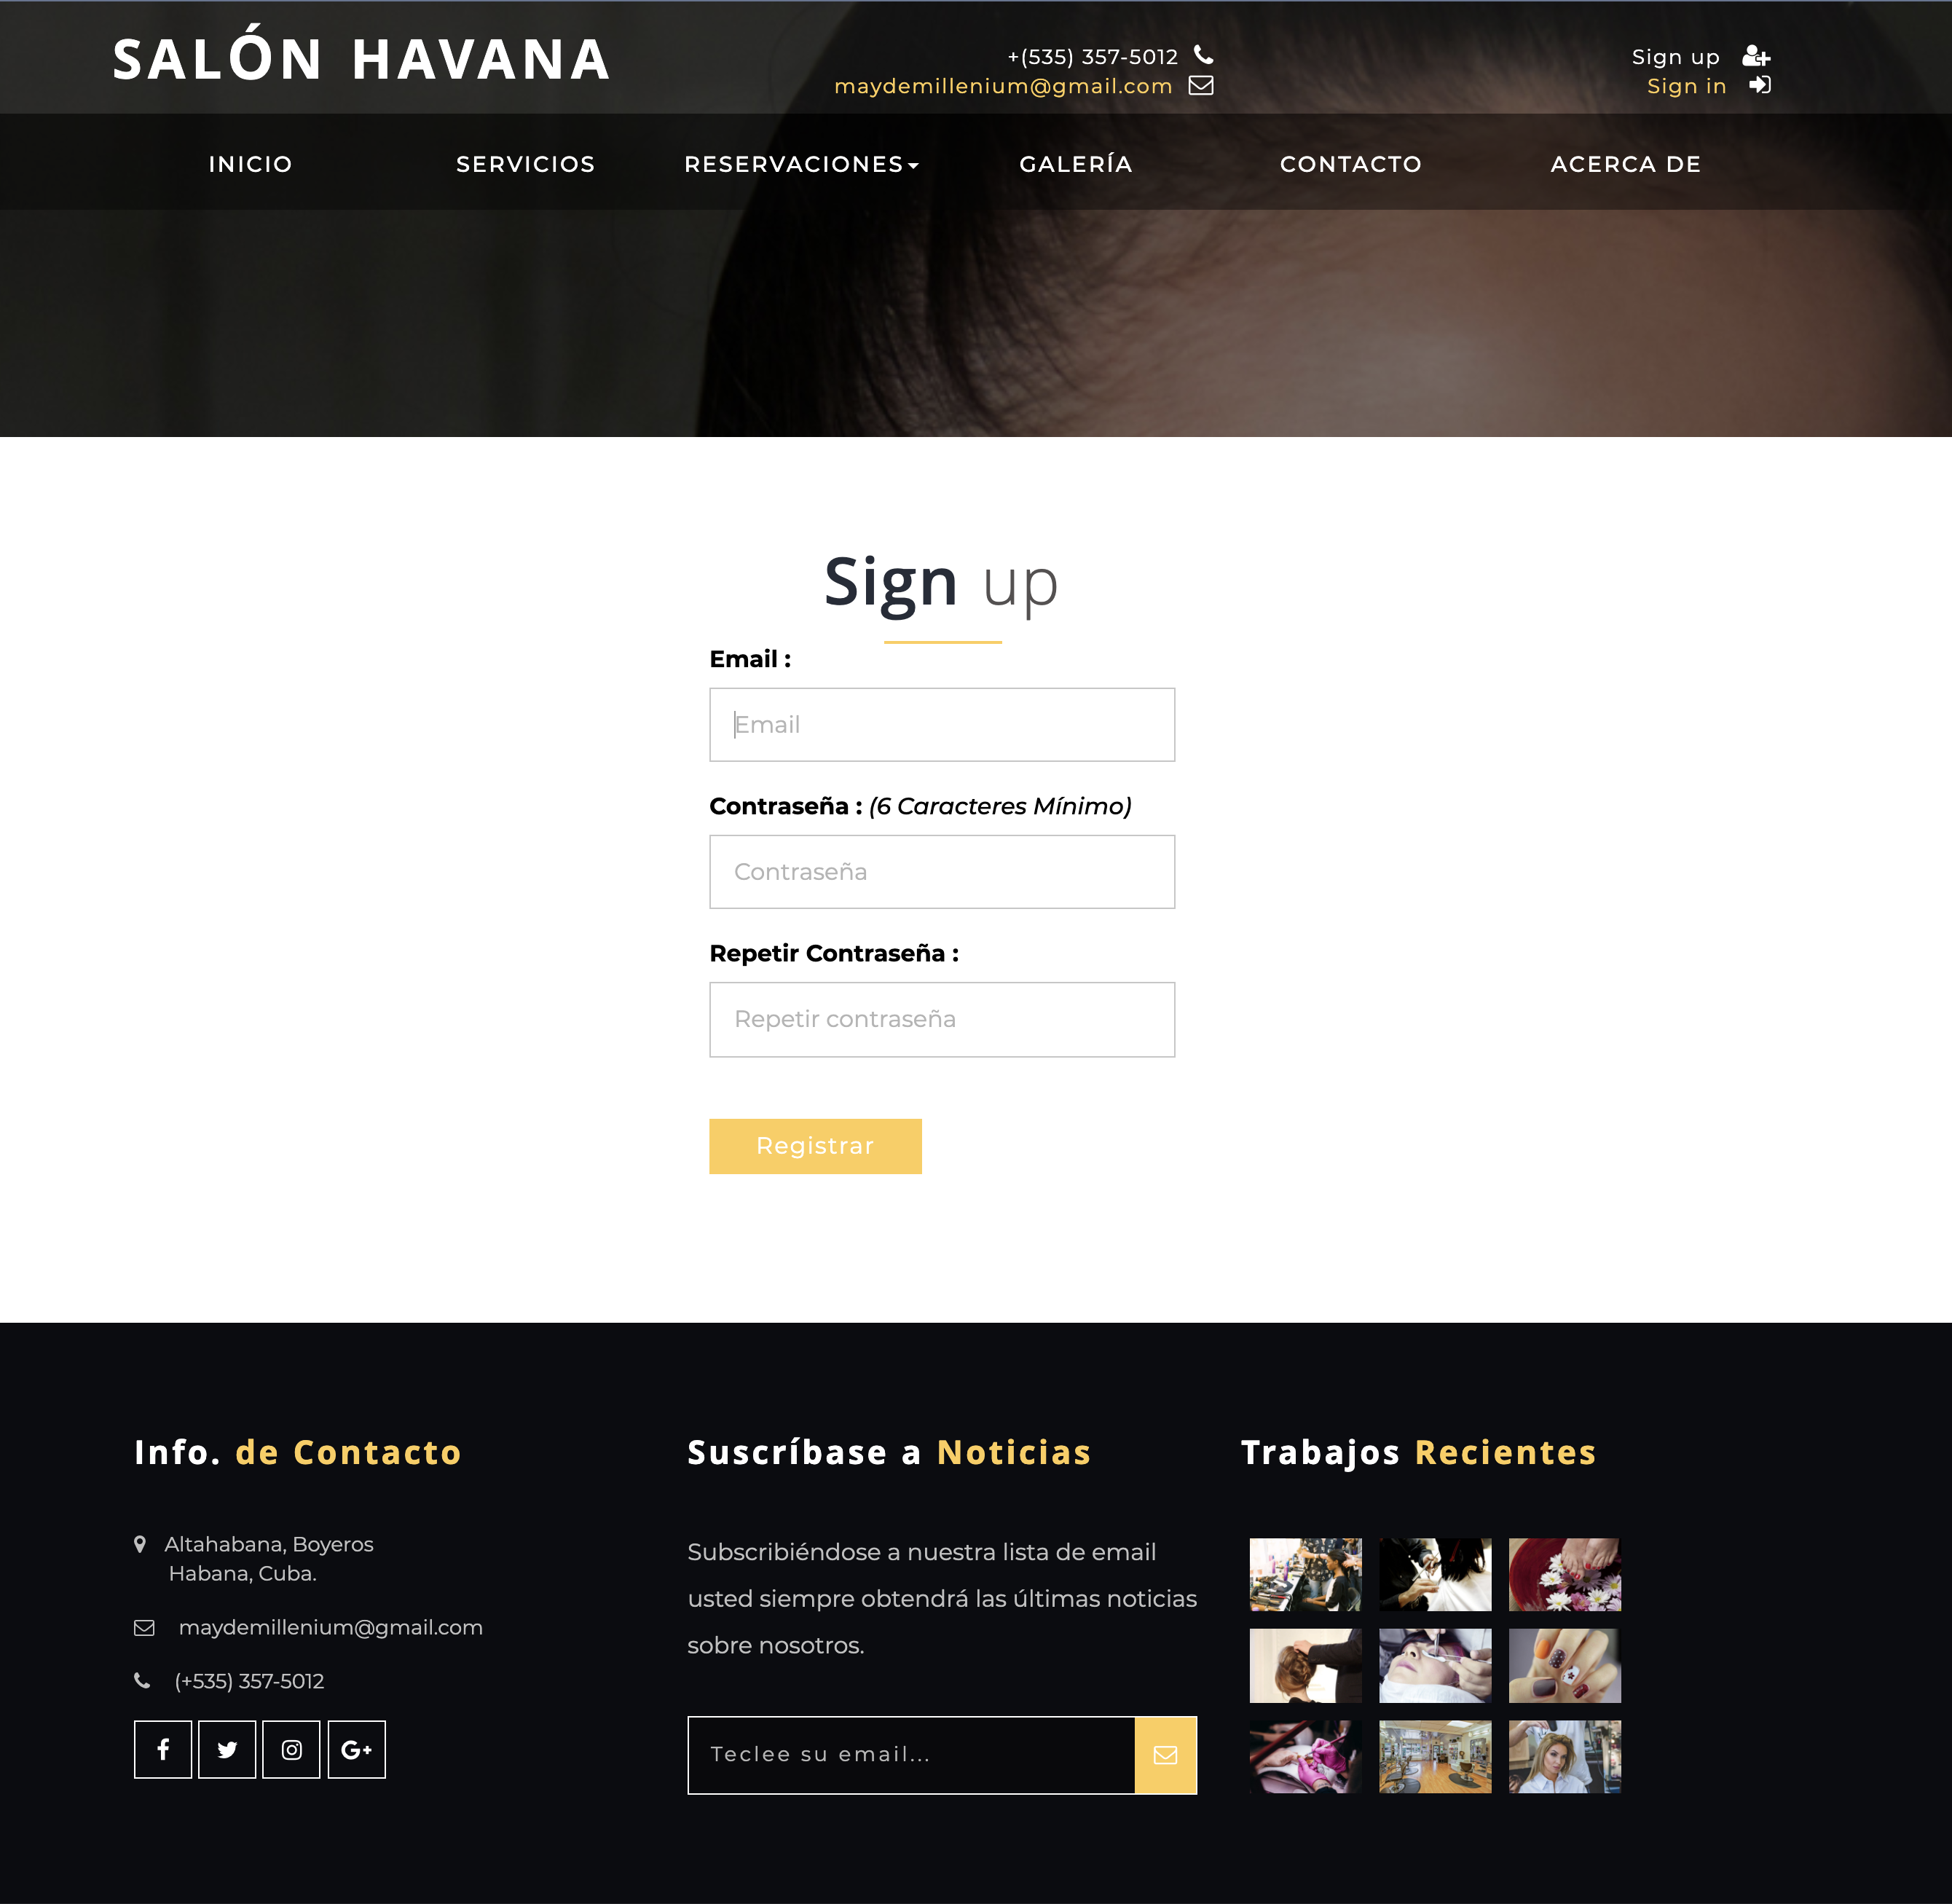 SALÓN HAVANA
+(535) 357-5012
maydemillenium@gmail.com
Sign up
Sign in
INICIO
SERVICIOS
RESERVACIONES
GALERÍA
CONTACTO
ACERCA DE
Sign up
Email :
Email
Contraseña : (6 Caracteres Mínimo)
Contraseña
Repetir Contraseña :
Repetir contraseña
Registrar
Info. de Contacto
Altahabana, Boyeros
Habana, Cuba.
maydemillenium@gmail.com
(+535) 357-5012
Suscríbase a Noticias
Subscribiéndose a nuestra lista de email
usted siempre obtendrá las últimas noticias
sobre nosotros.
Teclee su email...
Trabajos Recientes